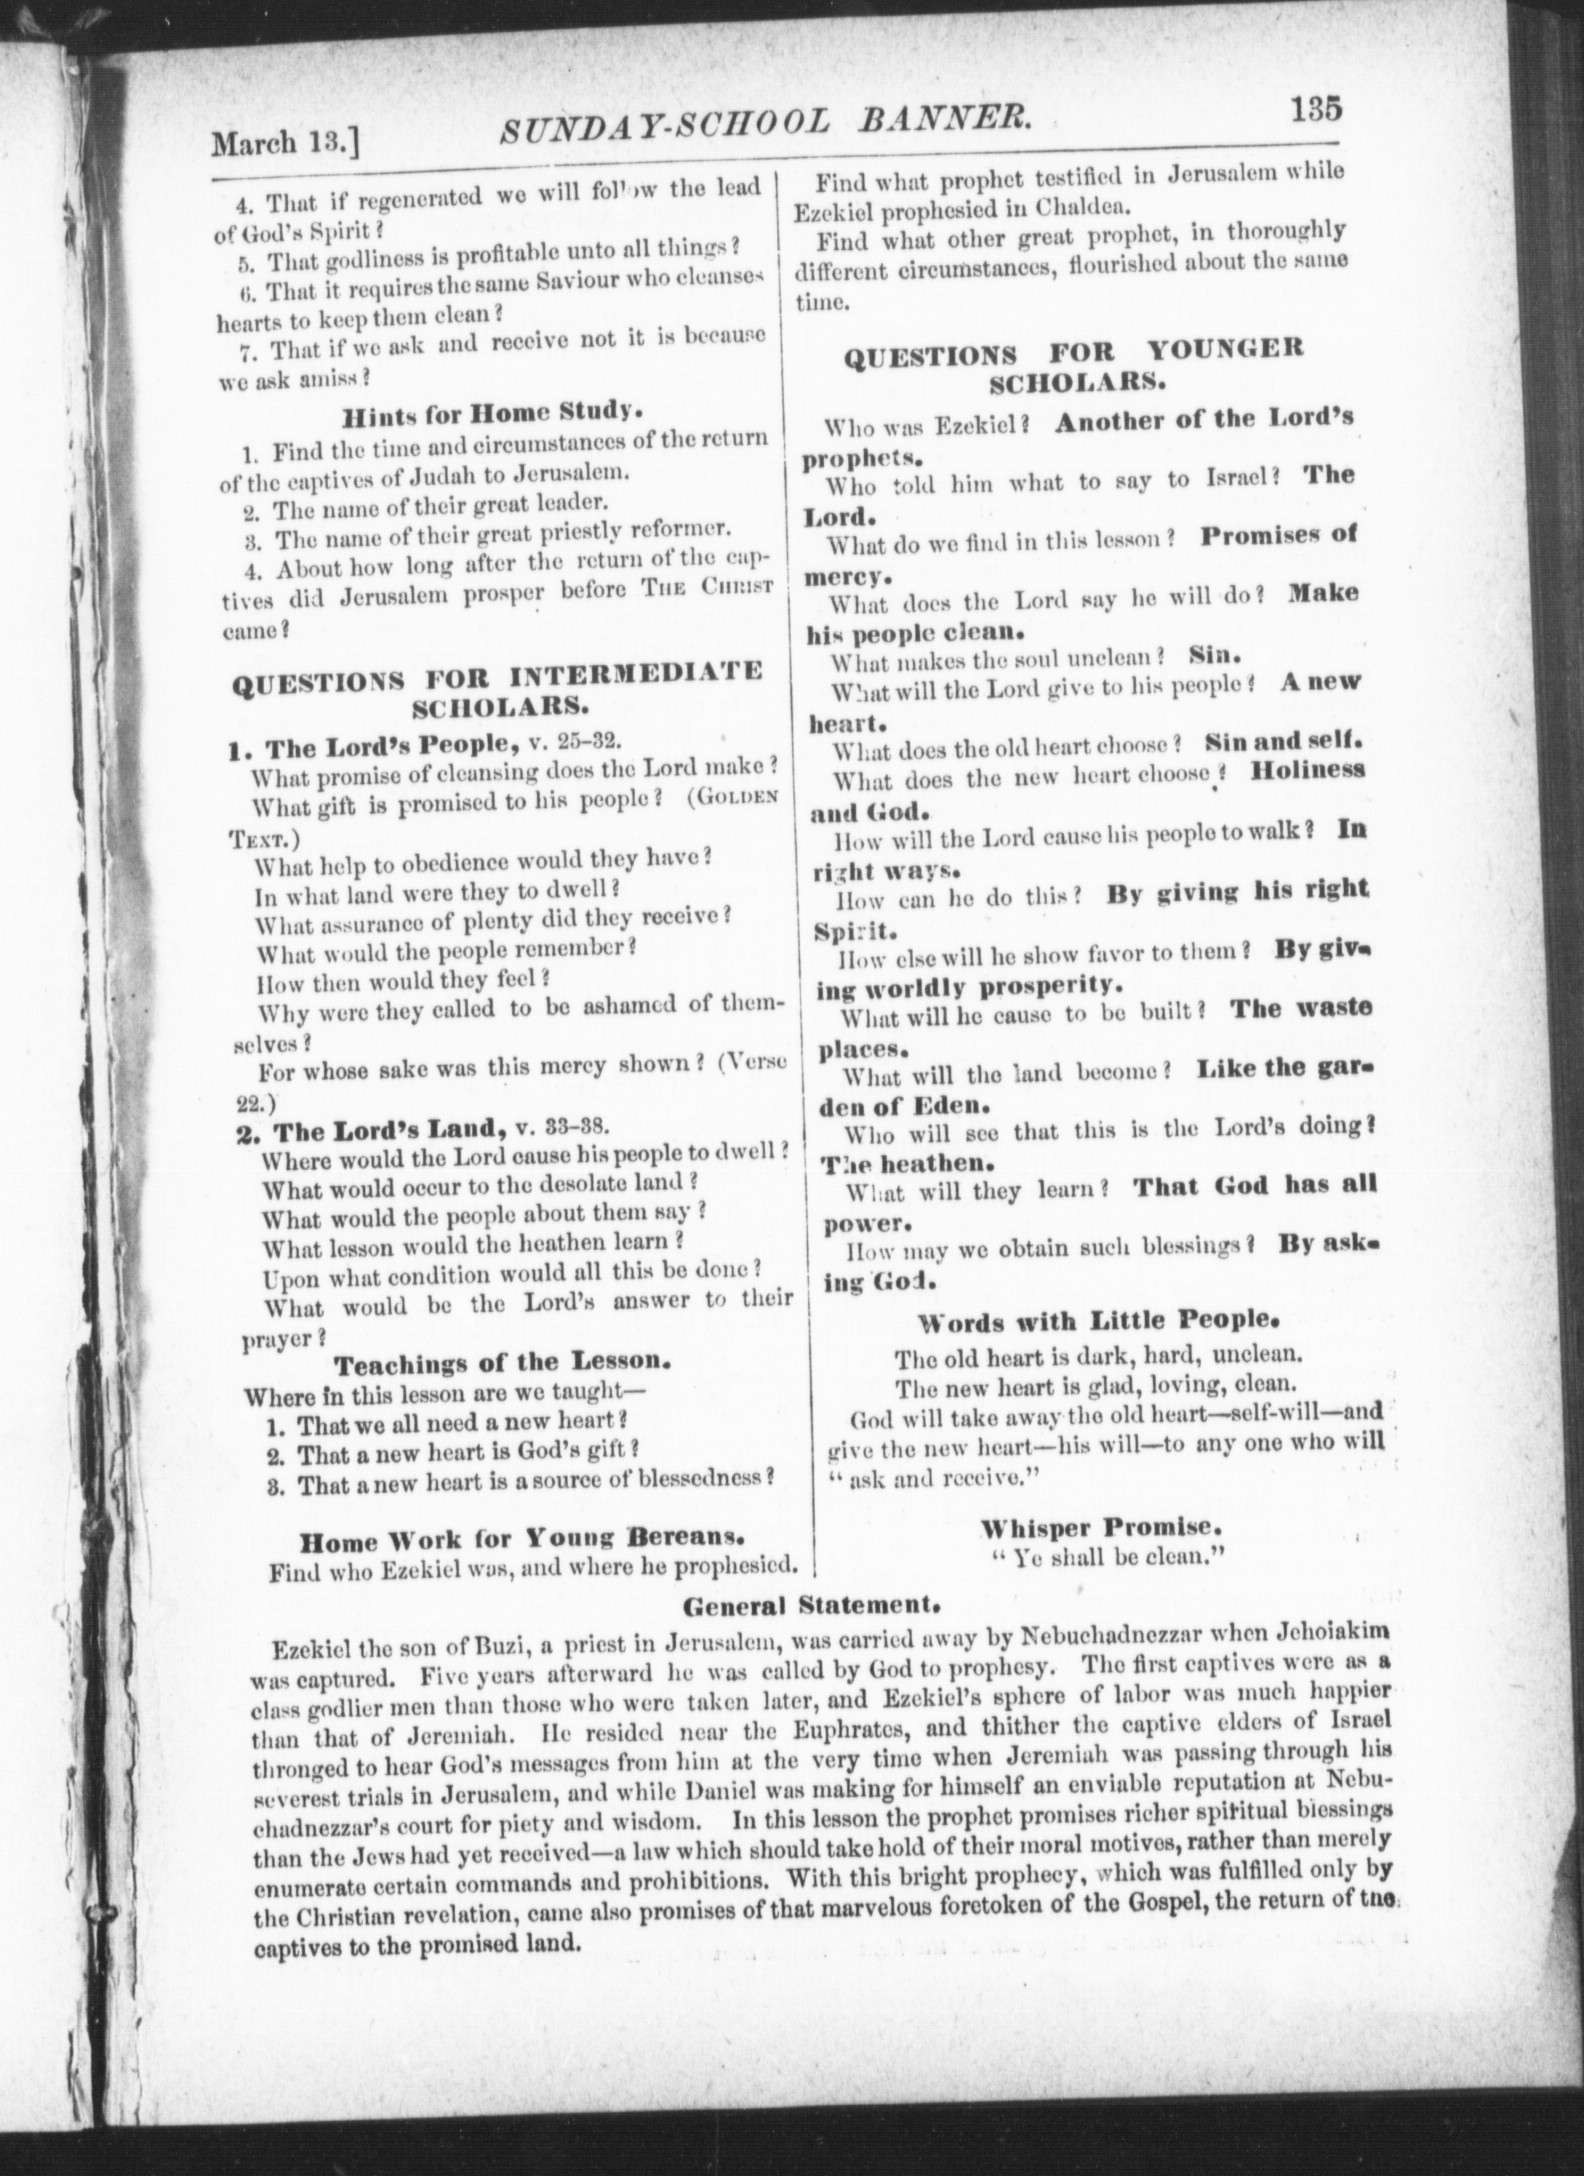 March 13.]
SUNDAY-SCHOOL BANNER.
135
4. That if regenerated we will follow the lead
of God's Spirit?
5. That godliness is profitable unto all things?
6. That it requires the same Saviour who cleanses
hearts to keep them clean?
7. That if we ask and receive not it is because
we ask amiss?
Hints for Home Study.
1. Find the time and circumstances of the return
of the captives of Judah to Jerusalem.
2. The name of their great leader.
3. The name of their great priestly reformer.
4. About how long after the return of the cap-
tives did Jerusalem prosper before THE CHRIST
came?
QUESTIONS FOR INTERMEDIATE
SCHOLARS.
1. The Lord's People, v. 25-32.
What promise of cleansing does the Lord make?
What gift is promised to his people? (GOLDEN
TEXT.)
What help to obedience would they have?
In what land were they to dwell?
What assurance of plenty did they receive?
What would the people remember?
How then would they feel?
Why were they called to be ashamed of them-
selves?
For whose sake was this mercy shown? (Verse
22.)
2. The Lord's Land, v. 33-38.
Where would the Lord cause his people to dwell?
What would occur to the desolate land?
What would the people about them say?
What lesson would the heathen learn?
Upon what condition would all this be done?
What would be the Lord's answer to their
prayer?
Teachings of the Lesson.
Where in this lesson are we taught—
1. That we all need a new heart?
2. That a new heart is God's gift?
3. That a new heart is a source of blessedness?
Home Work for Young Bereans.
Find who Ezekiel was, and where he prophesied.
Find what prophet testified in Jerusalem while
Ezekiel prophesied in Chaldea.
Find what other great prophet, in thoroughly
different circumstances, flourished about the same
time.
QUESTIONS FOR YOUNGER
SCHOLARS.
Who was Ezekiel? Another of the Lord's
prophets.
Who told him what to say to Israel? The
Lord.
What do we find in this lesson? Promises of
mercy.
What does the Lord say he will do? Make
his people clean.
What makes the soul unclean? Sin.
What will the Lord give to his people? A new
heart.
What does the old heart choose? Sin and self.
What does the new heart choose? Holiness
and God.
How will the Lord cause his people to walk? In
right ways.
How can he do this? By giving his right
Spirit.
How else will he show favor to them? By giv-
ing worldly prosperity.
What will he cause to be built? The waste
places.
What will the land become? Like the gar-
den of Eden.
Who will see that this is the Lord's doing?
The heathen.
What will they learn? That God has all
power.
How may we obtain such blessings? By ask-
ing God.
Words with Little People.
The old heart is dark, hard, unclean.
The new heart is glad, loving, clean.
God will take away the old heart—self-will—and
give the new heart—his will—to any one who will
"ask and receive."
Whisper Promise.
"Ye shall be clean."
General Statement.
Ezekiel the son of Buzi, a priest in Jerusalem, was carried away by Nebuchadnezzar when Jehoiakim
was captured. Five years afterward he was called by God to prophesy. The first captives were as a
class godlier men than those who were taken later, and Ezekiel's sphere of labor was much happier
than that of Jeremiah. He resided near the Euphrates, and thither the captive elders of Israel
thronged to hear God's messages from him at the very time when Jeremiah was passing through his
severest trials in Jerusalem, and while Daniel was making for himself an enviable reputation at Nebu-
chadnezzar's court for piety and wisdom. In this lesson the prophet promises richer spiritual blessings
than the Jews had yet received—a law which should take hold of their moral motives, rather than merely
enumerate certain commands and prohibitions. With this bright prophecy, which was fulfilled only by
the Christian revelation, came also promises of that marvelous foretoken of the Gospel, the return of the
captives to the promised land.